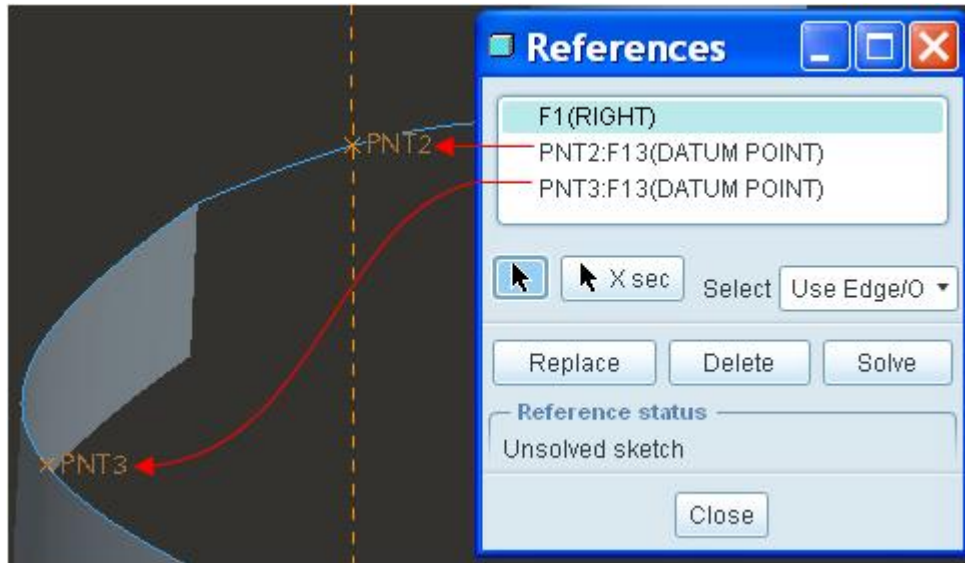 References
F1(RIGHT)
PNT2
PNT2:F13(DATUM POINT)
PNT3:F13(DATUM POINT)
X sec
Select
Use Edge/O
Replace
Delete
Solve
Reference status
Unsolved sketch
PNT3
Close